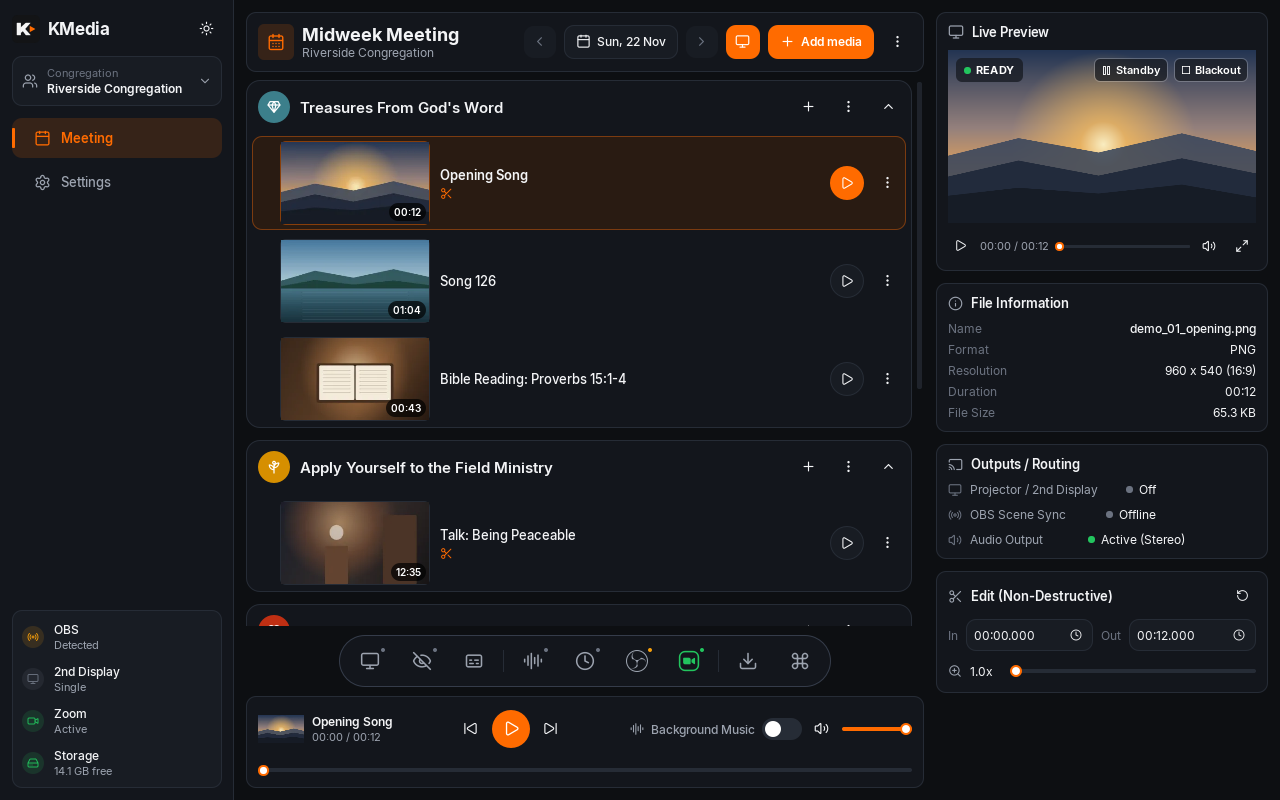 KMedia
Congregation
Riverside Congregation
Meeting
Settings
OBS
Detected
2nd Display
Single
Zoom
Active
Storage
14.1 GB free
Midweek Meeting
Riverside Congregation
Sun, 22 Nov
Add media
Treasures From God's Word
Opening Song
00:12
Song 126
01:04
Bible Reading: Proverbs 15:1-4
00:43
Apply Yourself to the Field Ministry
Talk: Being Peaceable
12:35
Opening Song
00:00 / 00:12
Background Music
Live Preview
READY
Standby
Blackout
00:00 / 00:12
File Information
Name demo_01_opening.png
Format PNG
Resolution 960 x 540 (16:9)
Duration 00:12
File Size 65.3 KB
Outputs / Routing
Projector / 2nd Display Off
OBS Scene Sync Offline
Audio Output Active (Stereo)
Edit (Non-Destructive)
In 00:00.000 Out 00:12.000
1.0x